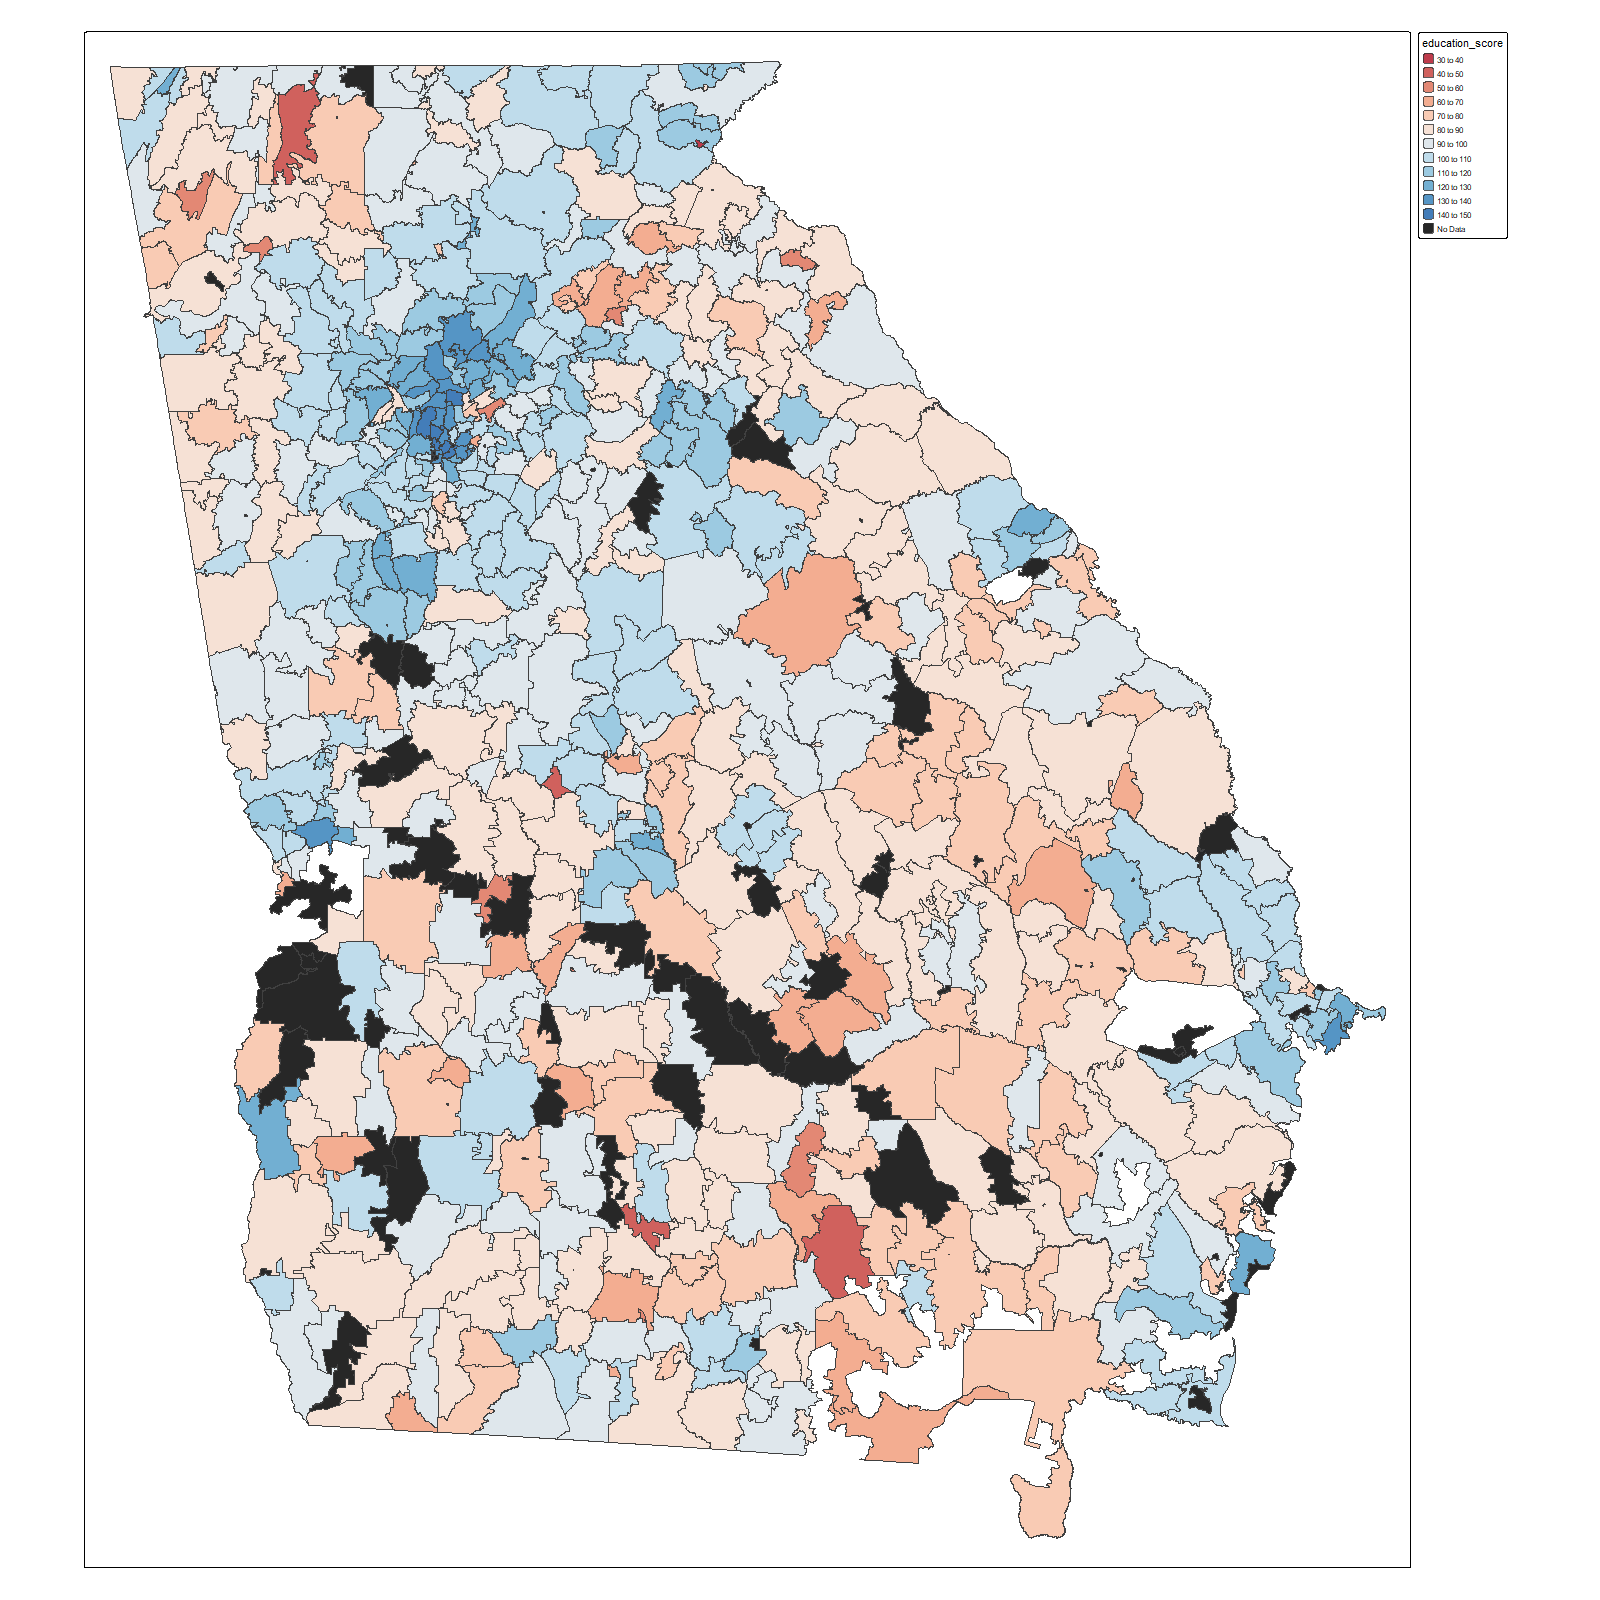 education_score
30 to 40
40 to 50
50 to 60
60 to 70
70 to 80
80 to 90
90 to 100
100 to 110
110 to 120
120 to 130
130 to 140
140 to 150
No Data